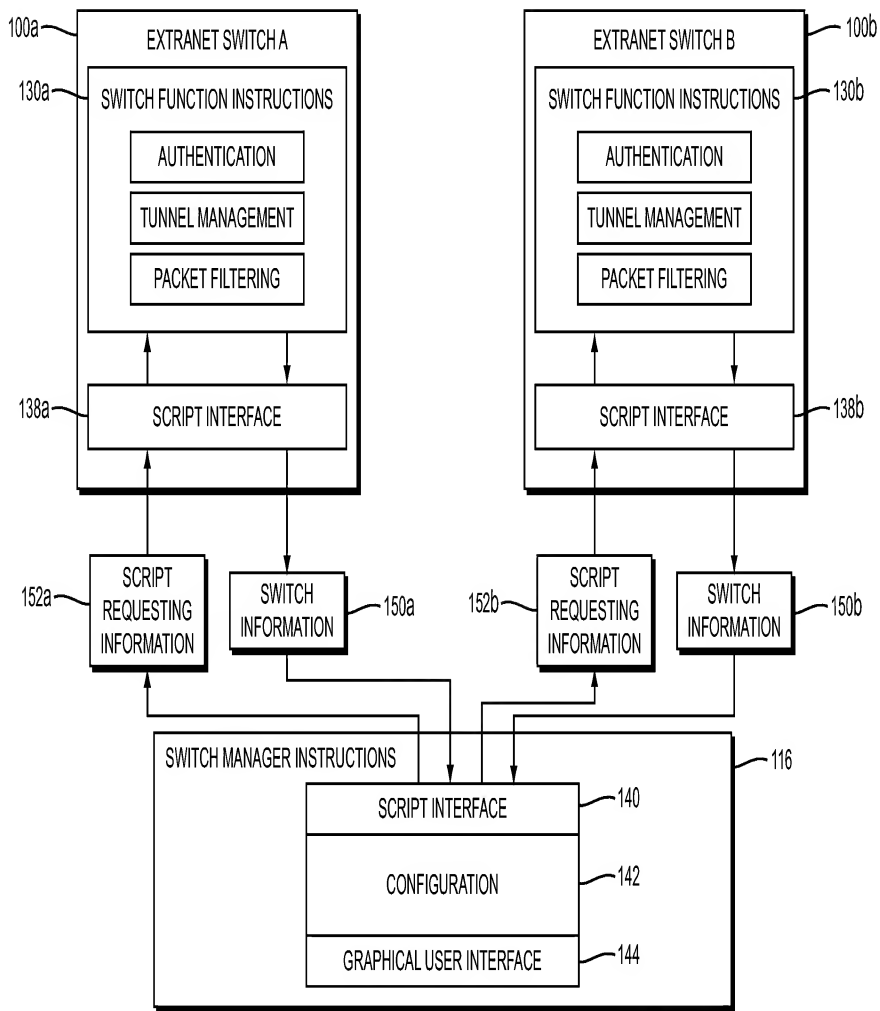 100a
EXTRANET SWITCH A
130a
SWITCH FUNCTION INSTRUCTIONS
AUTHENTICATION
TUNNEL MANAGEMENT
PACKET FILTERING
138a
SCRIPT INTERFACE
EXTRANET SWITCH B
100b
SWITCH FUNCTION INSTRUCTIONS
130b
AUTHENTICATION
TUNNEL MANAGEMENT
PACKET FILTERING
SCRIPT INTERFACE
138b
152a
SCRIPT
REQUESTING
INFORMATION
SWITCH
INFORMATION
150a
152b
SCRIPT
REQUESTING
INFORMATION
SWITCH
INFORMATION
150b
SWITCH MANAGER INSTRUCTIONS
116
SCRIPT INTERFACE
140
CONFIGURATION
142
GRAPHICAL USER INTERFACE
144